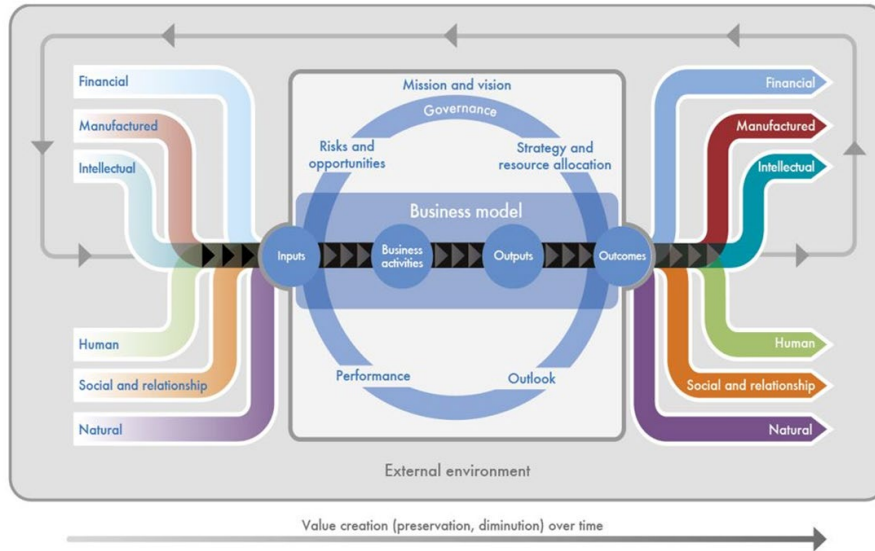 Financial
Manufactured
Intellectual
Human
Social and relationship
Natural
Mission and vision
Governance
Risks and
opportunities
Strategy and
resource allocation
Business model
Inputs
Business
activities
Outputs
Outcomes
Performance
Outlook
Financial
Manufactured
Intellectual
Human
Social and relationship
Natural
External environment
Value creation (preservation, diminution) over time